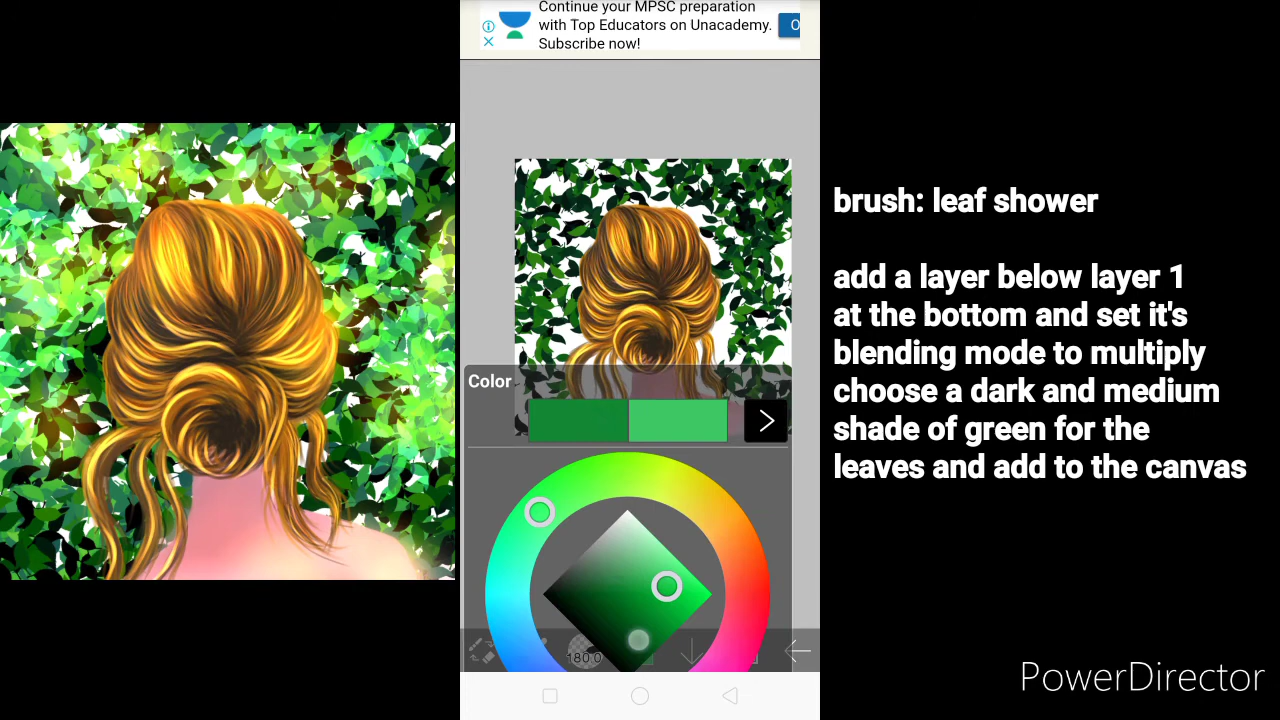 Continue your MPSC preparation
with Top Educators on Unacademy.
Subscribe now!
Color
180.0
brush: leaf shower
add a layer below layer 1
at the bottom and set it's
blending mode to multiply
choose a dark and medium
shade of green for the
leaves and add to the canvas
PowerDirector